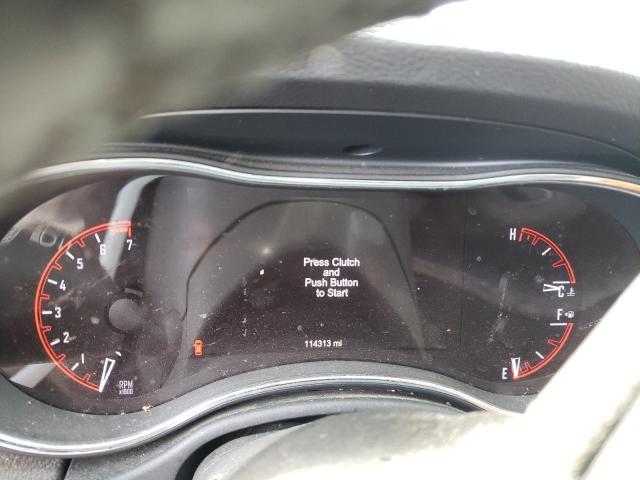 7
6
5
4
3
2
1
RPM
x1000
Press Clutch
and
Push Button
to Start
114313 mi
H
C
F
E